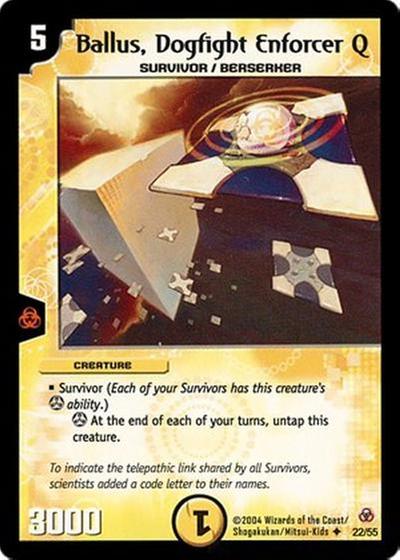 5 Ballus, Dogfight Enforcer Q
SURVIVOR / BERSERKER
CREATURE
▪ Survivor (Each of your Survivors has this creature's
ability.)
At the end of each of your turns, untap this
creature.
To indicate the telepathic link shared by all Survivors,
scientists added a code letter to their names.
3000
1
©2004 Wizards of the Coast/
Shogakukan/Mitsui-Kids ♦ 22/55